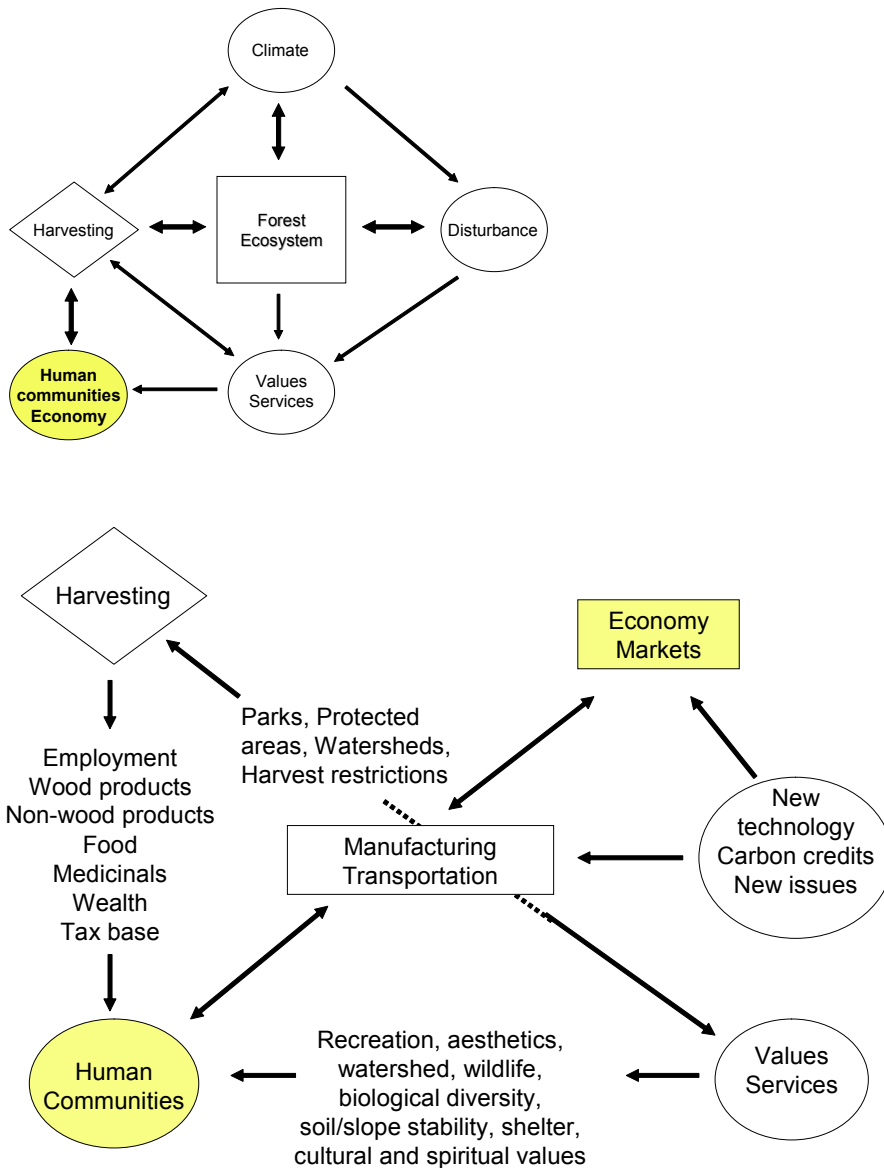 Climate
Harvesting
Forest
Ecosystem
Disturbance
Human
communities
Economy
Values
Services
Harvesting
Economy
Markets
Parks, Protected
areas, Watersheds,
Harvest restrictions
Employment
Wood products
Non-wood products
Food
Medicinals
Wealth
Tax base
Manufacturing
Transportation
New
technology
Carbon credits
New issues
Human
Communities
Recreation, aesthetics,
watershed, wildlife,
biological diversity,
soil/slope stability, shelter,
cultural and spiritual values
Values
Services